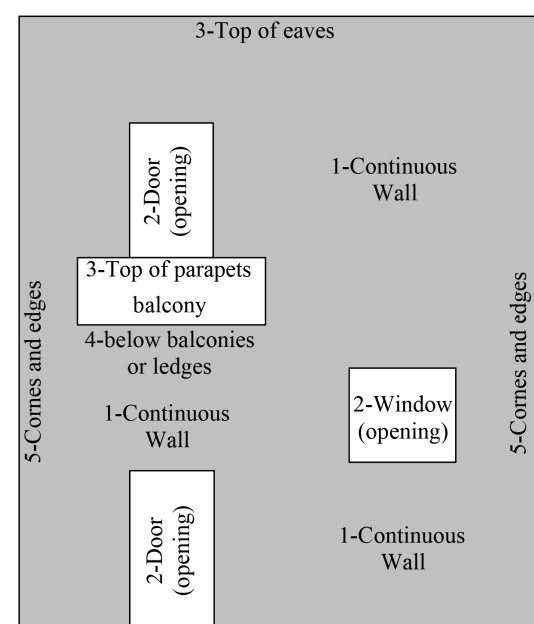 3-Top of eaves
2-Door
(opening)
1-Continuous
Wall
3-Top of parapets
balcony
4-below balconies
or ledges
5-Cornes and edges
5-Cornes and edges
2-Window
(opening)
1-Continuous
Wall
2-Door
(opening)
1-Continuous
Wall